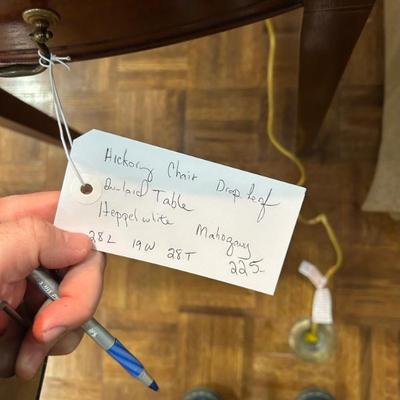 Hickory Chair Drop leaf
Inlaid Table
Heppelwhite Mahogany
28L 19W 28T 225-